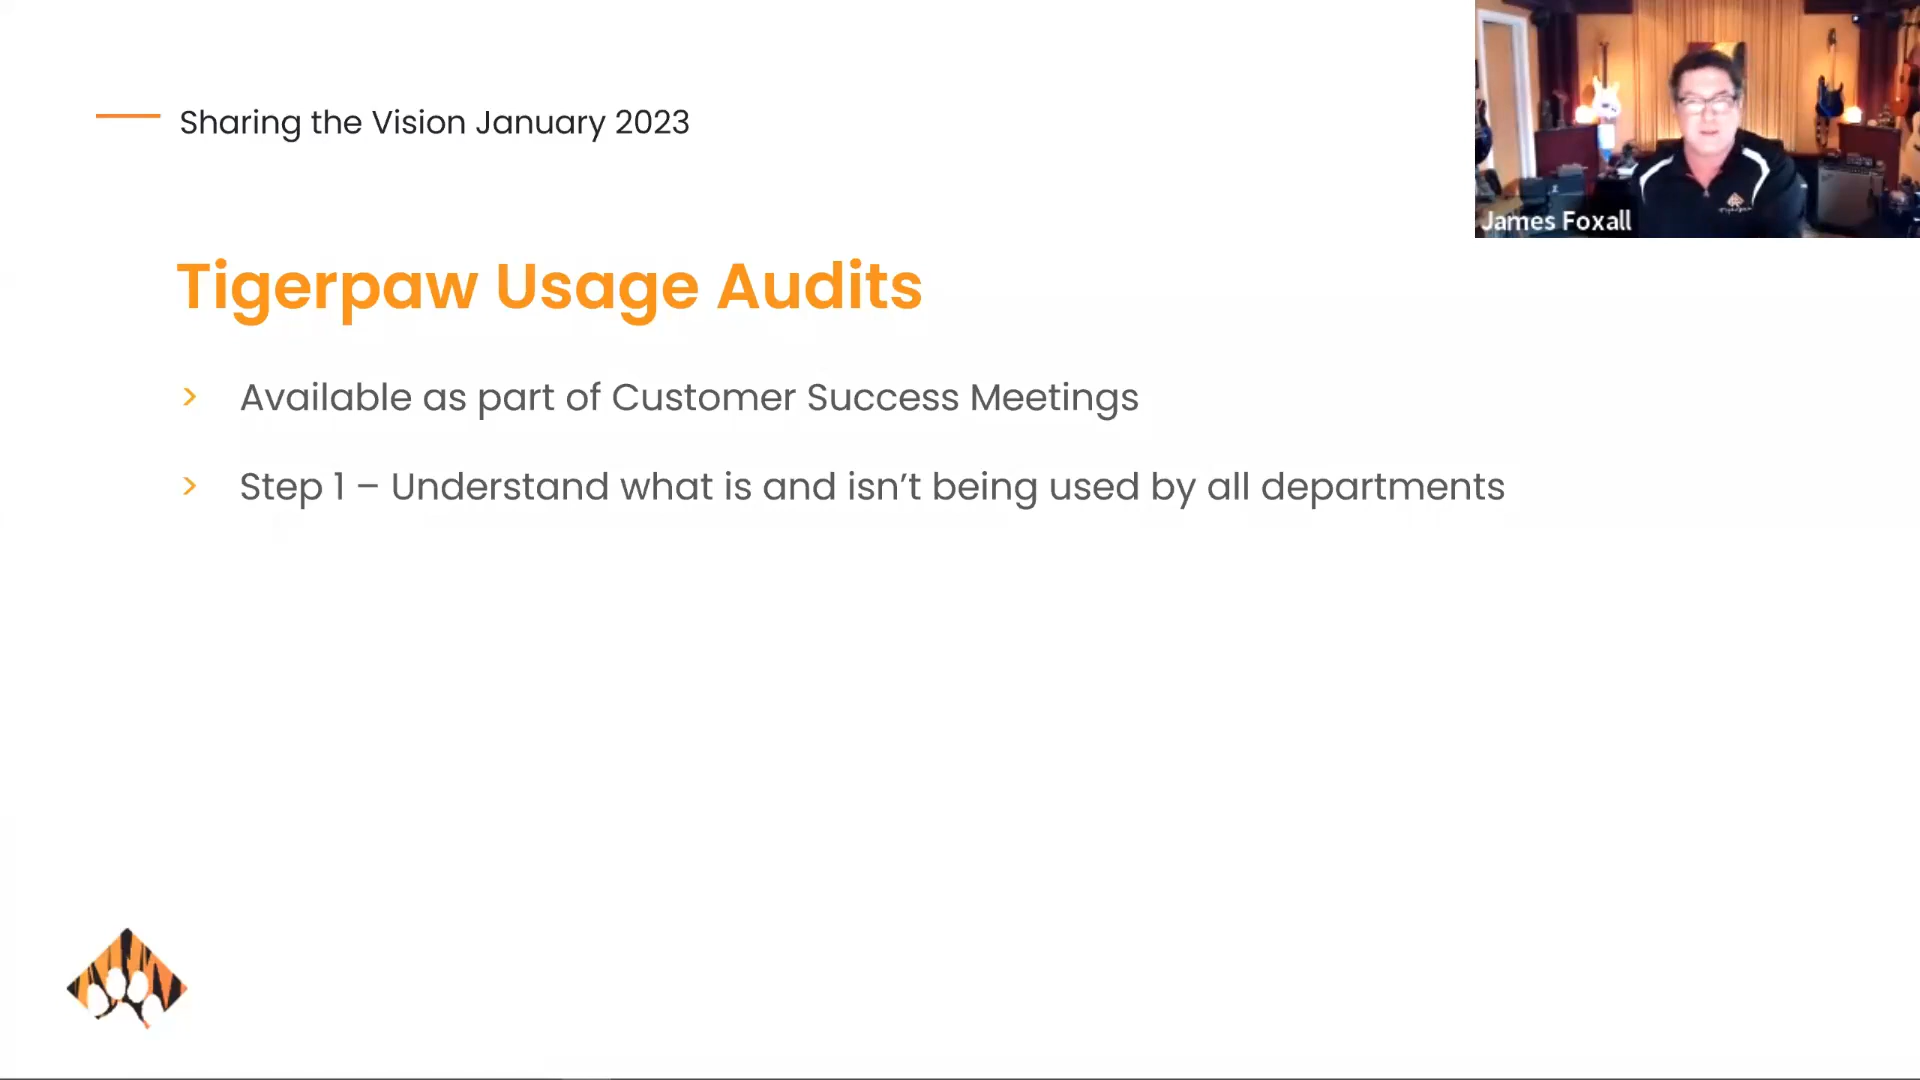 Sharing the Vision January 2023
James Foxall
Tigerpaw Usage Audits
> Available as part of Customer Success Meetings
> Step 1 – Understand what is and isn’t being used by all departments